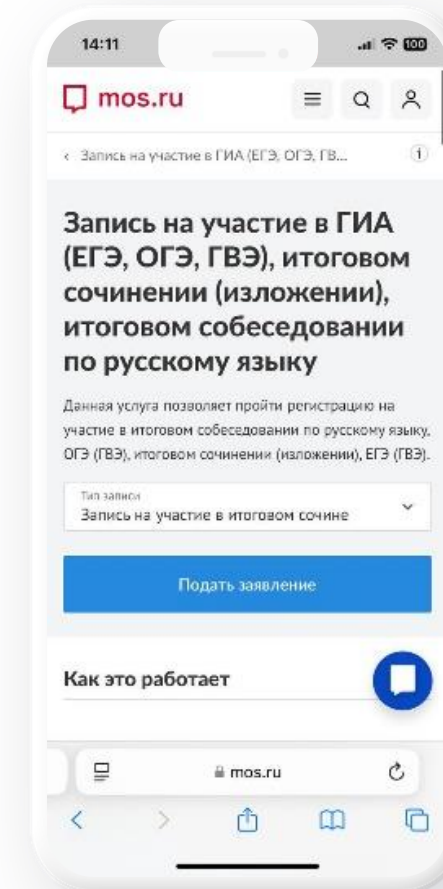 14:11
100
mos.ru
‹ Запись на участие в ГИА (ЕГЭ, ОГЭ, ГВ...
Запись на участие в ГИА
(ЕГЭ, ОГЭ, ГВЭ), итоговом
сочинении (изложении),
итоговом собеседовании
по русскому языку
Данная услуга позволяет пройти регистрацию на
участие в итоговом собеседовании по русскому языку,
ОГЭ (ГВЭ), итоговом сочинении (изложении), ЕГЭ (ГВЭ).
Тип записи
Запись на участие в итоговом сочине
Подать заявление
Как это работает
mos.ru